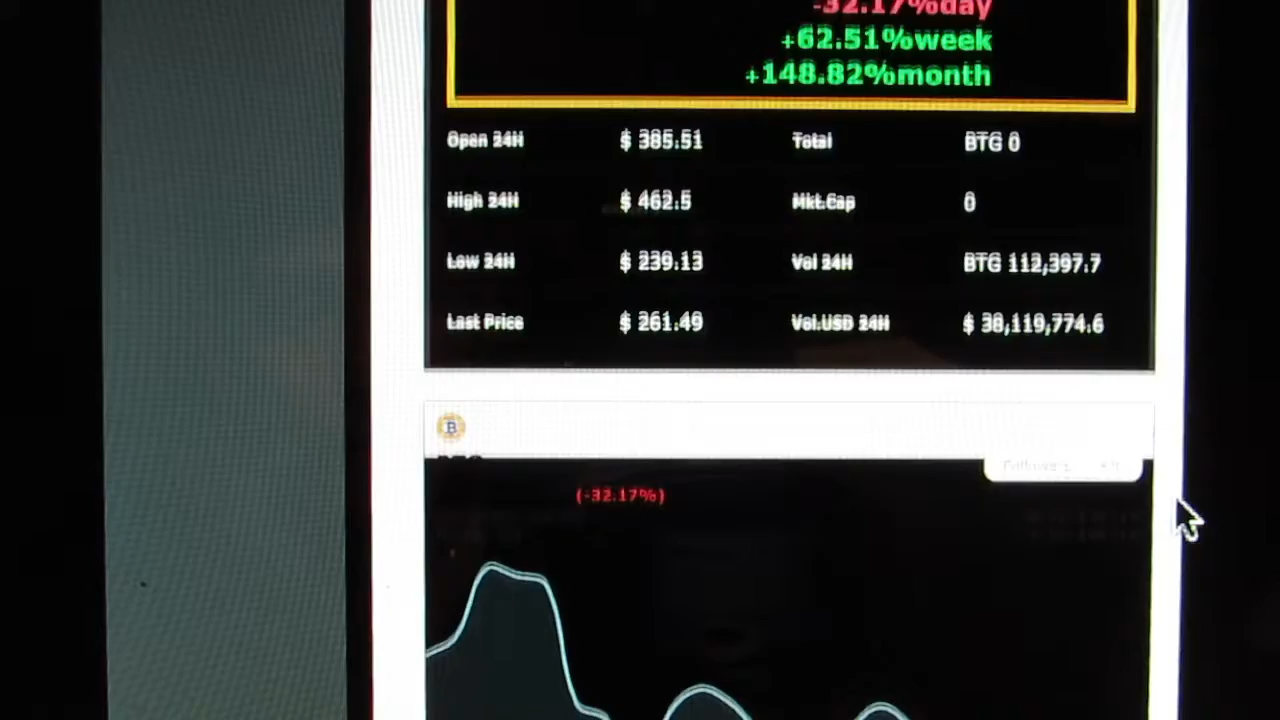 -32.17%day
+62.51%week
+148.82%month
Open 24H $ 385.51 Total BTG 0
High 24H $ 462.5 Mkt.Cap 0
Low 24H $ 239.13 Vol 24H BTG 112,397.7
Last Price $ 261.49 Vol.USD 24H $ 38,119,774.6
(-32.17%)